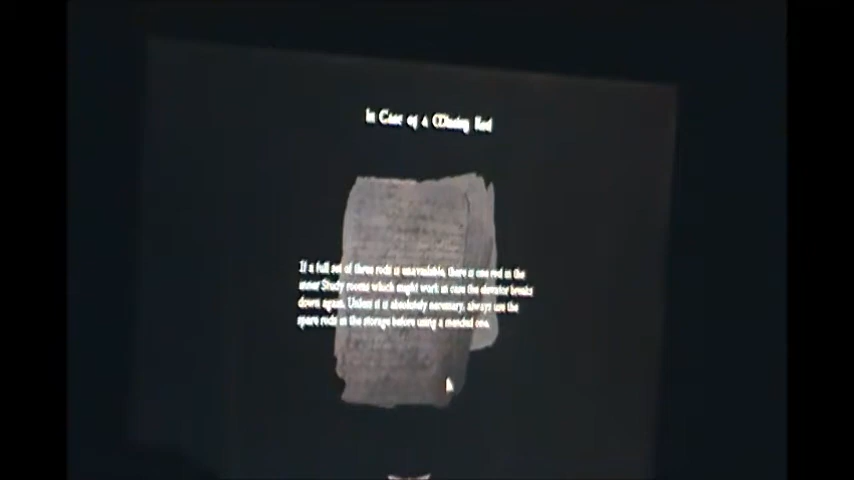 In Case of a Missing Rod
If a full set of three rods is unavailable, there is one rod in the
inner Study rooms which might work in case the elevator breaks
down again. Unless it is absolutely necessary, always use the
spare rods in the storage before using a mended one.